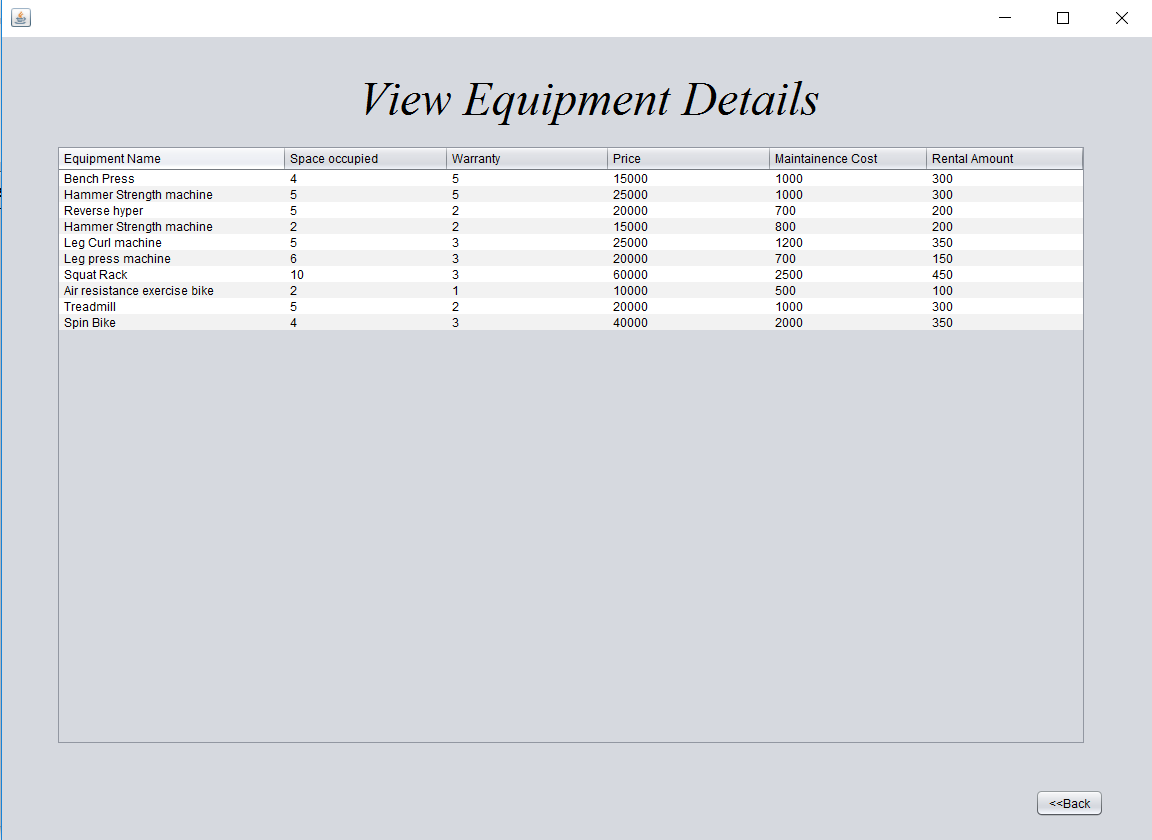 View Equipment Details
Equipment Name Space occupied Warranty Price Maintainence Cost Rental Amount
Bench Press 4 5 15000 1000 300
Hammer Strength machine 5 5 25000 1000 300
Reverse hyper 5 2 20000 700 200
Hammer Strength machine 2 2 15000 800 200
Leg Curl machine 5 3 25000 1200 350
Leg press machine 6 3 20000 700 150
Squat Rack 10 3 60000 2500 450
Air resistance exercise bike 2 1 10000 500 100
Treadmill 5 2 20000 1000 300
Spin Bike 4 3 40000 2000 350
<<Back